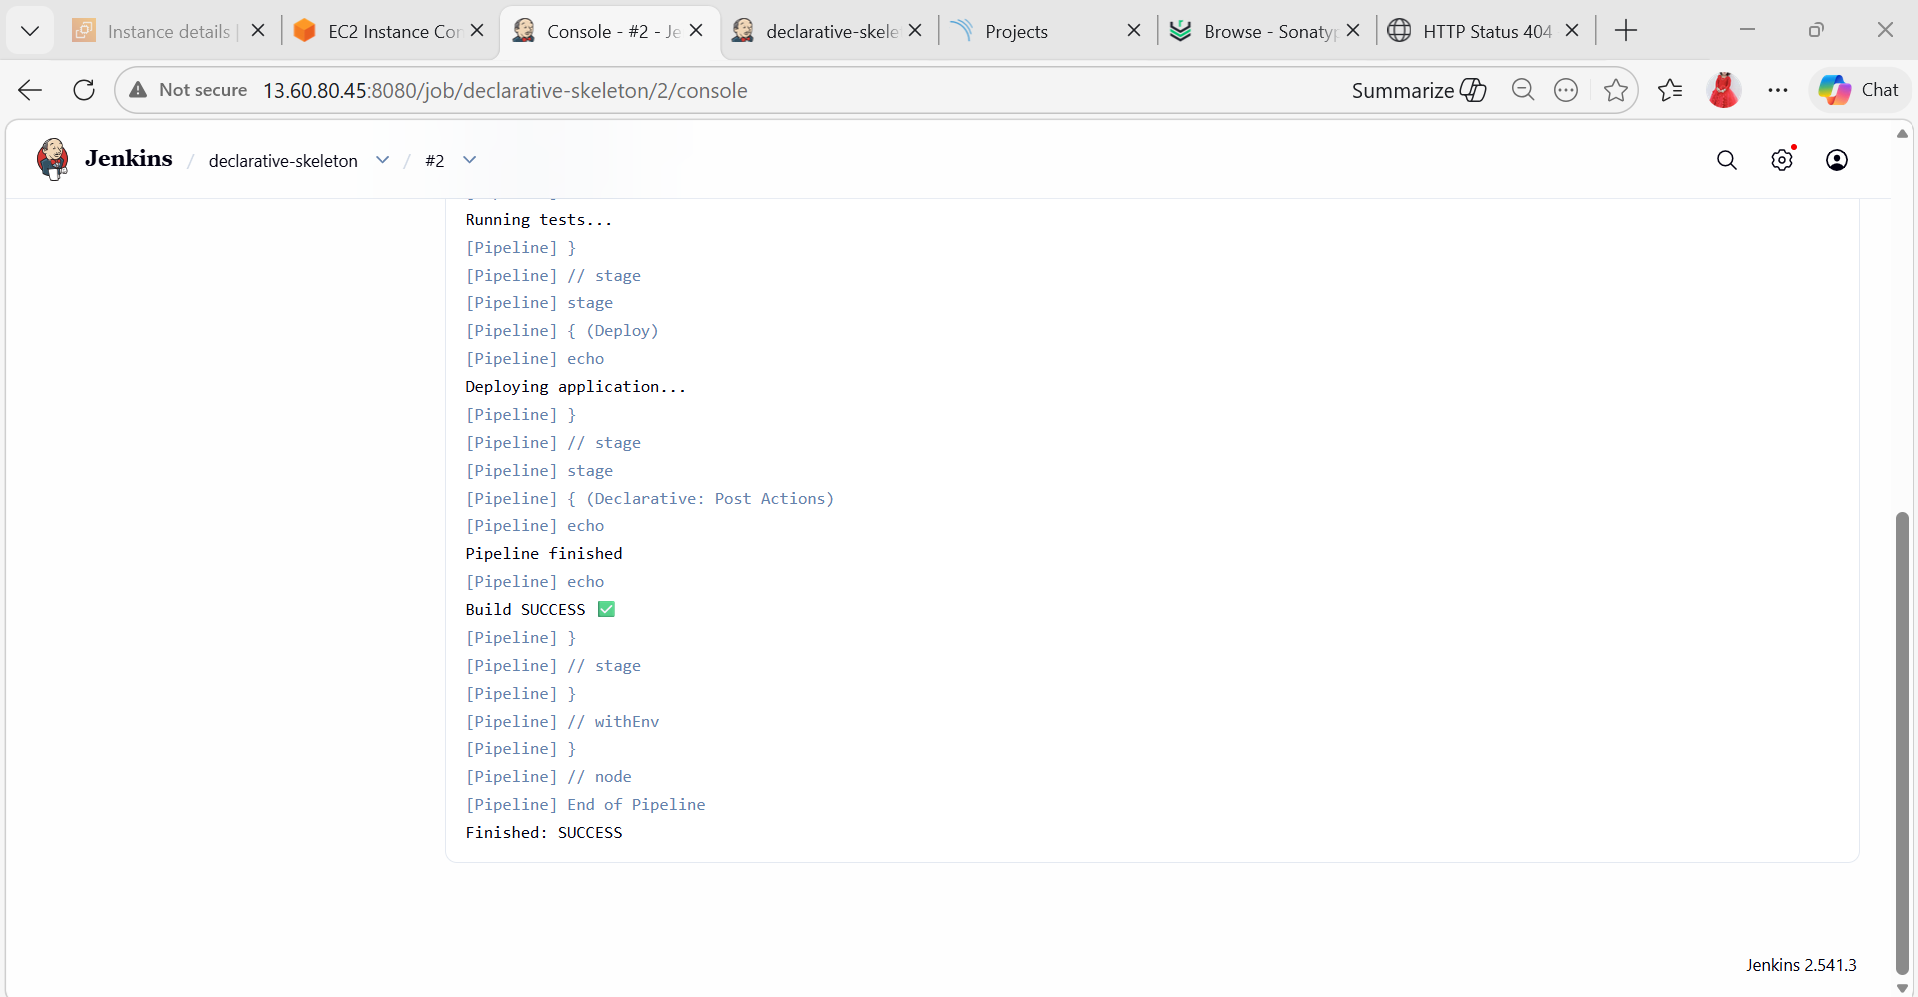 Instance details
EC2 Instance Con
Console - #2 - Je
declarative-skele
Projects
Browse - Sonatyp
HTTP Status 404
Not secure
13.60.80.45:8080/job/declarative-skeleton/2/console
Summarize
Chat
Jenkins / declarative-skeleton / #2
Running tests...
[Pipeline] }
[Pipeline] // stage
[Pipeline] stage
[Pipeline] { (Deploy)
[Pipeline] echo
Deploying application...
[Pipeline] }
[Pipeline] // stage
[Pipeline] stage
[Pipeline] { (Declarative: Post Actions)
[Pipeline] echo
Pipeline finished
[Pipeline] echo
Build SUCCESS ✅
[Pipeline] }
[Pipeline] // stage
[Pipeline] }
[Pipeline] // withEnv
[Pipeline] }
[Pipeline] // node
[Pipeline] End of Pipeline
Finished: SUCCESS
Jenkins 2.541.3